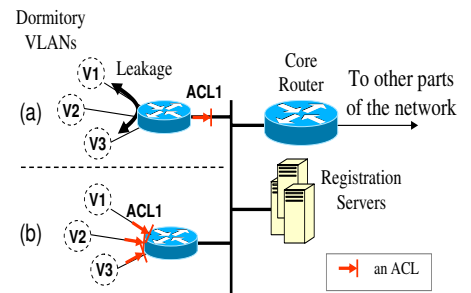 Dormitory
VLANs
V1
Leakage
V2
V3
(a)
ACL1
Core
Router
To other parts
of the network
Registration
Servers
(b)
V1
ACL1
V2
V3
an ACL